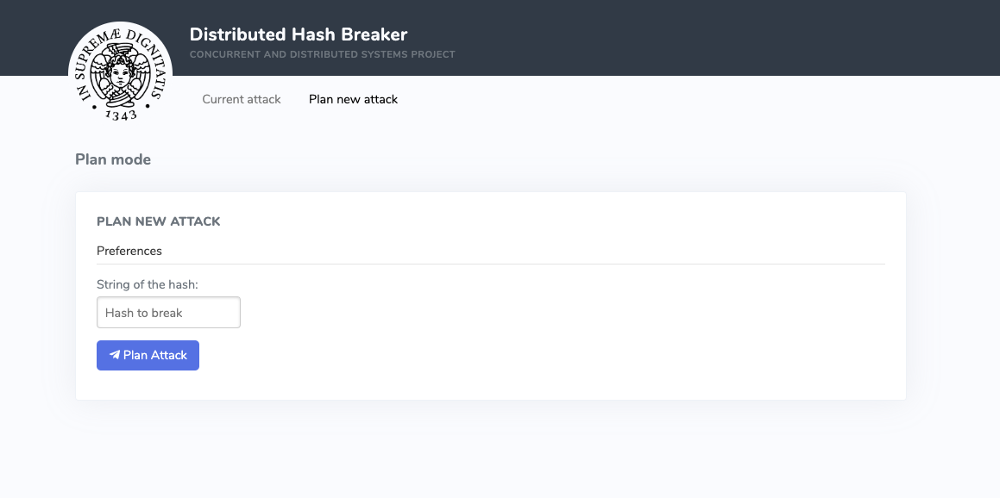 Distributed Hash Breaker
CONCURRENT AND DISTRIBUTED SYSTEMS PROJECT
IN SUPREMÆ DIGNITATIS
• 1343 •
Current attack
Plan new attack
Plan mode
PLAN NEW ATTACK
Preferences
String of the hash:
Hash to break
Plan Attack